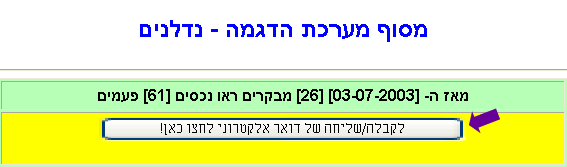 מסוף מערכת הדגמה - נדלנים
מאז ה- [03-07-2003] [26] מבקרים ראו נכסים [61] פעמים
לקבלה/שליחה של דואר אלקטרוני לחצו כאן!